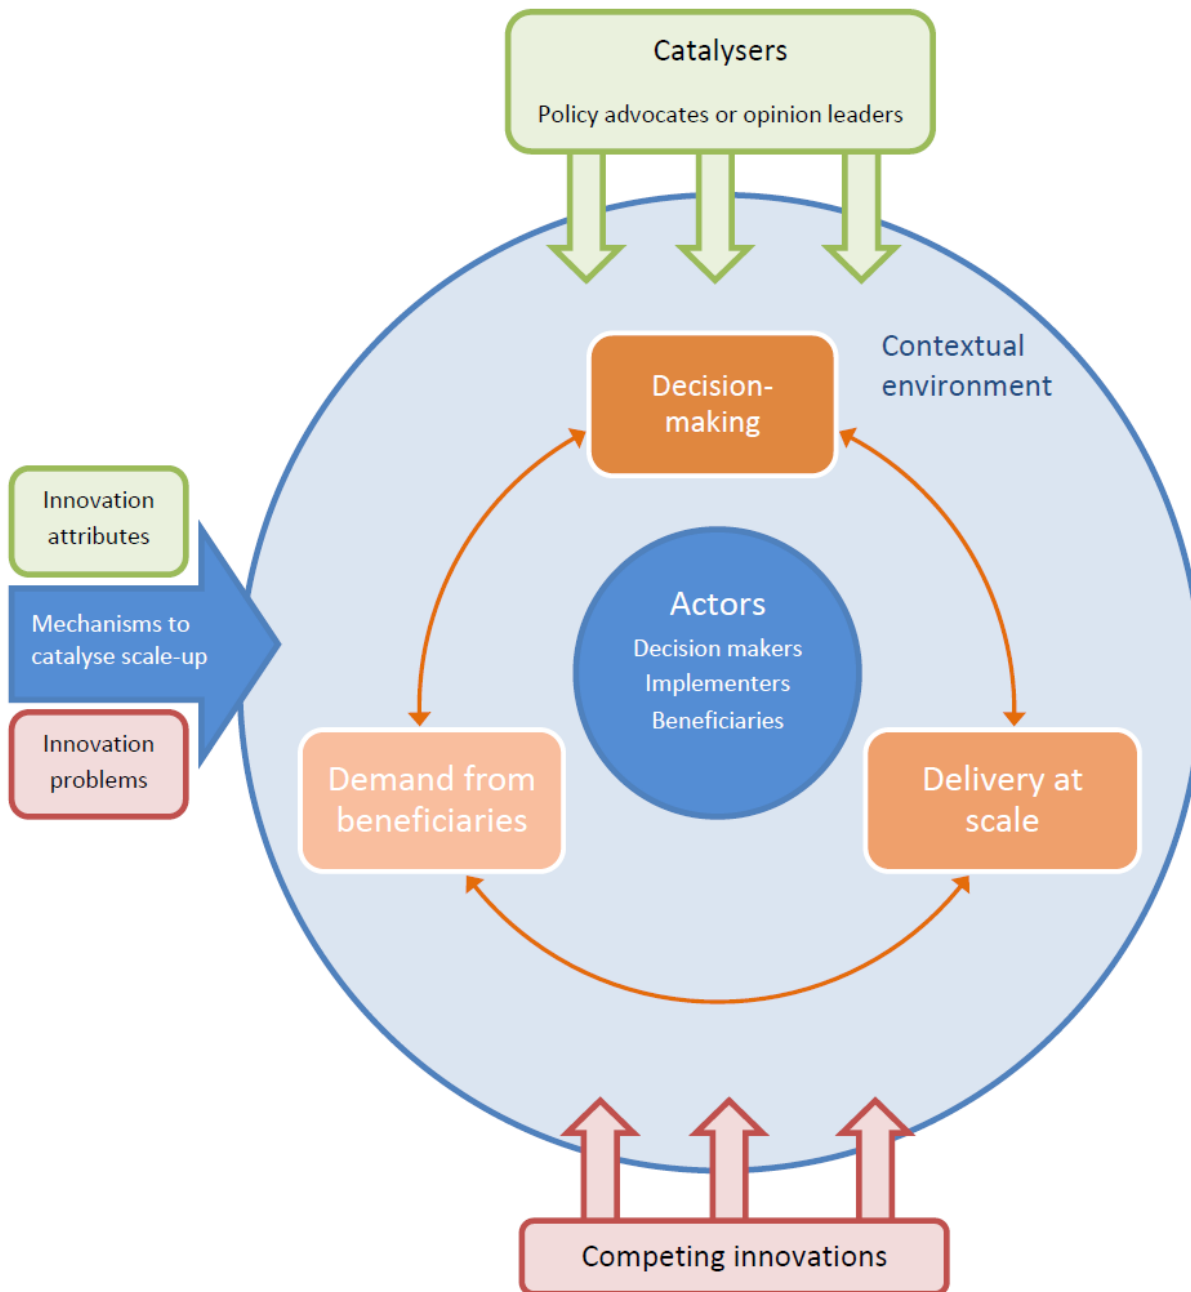 Catalysers
Policy advocates or opinion leaders
Contextual
environment
Decision-
making
Innovation
attributes
Mechanisms to
catalyse scale-up
Innovation
problems
Actors
Decision makers
Implementers
Beneficiaries
Demand from
beneficiaries
Delivery at
scale
Competing innovations